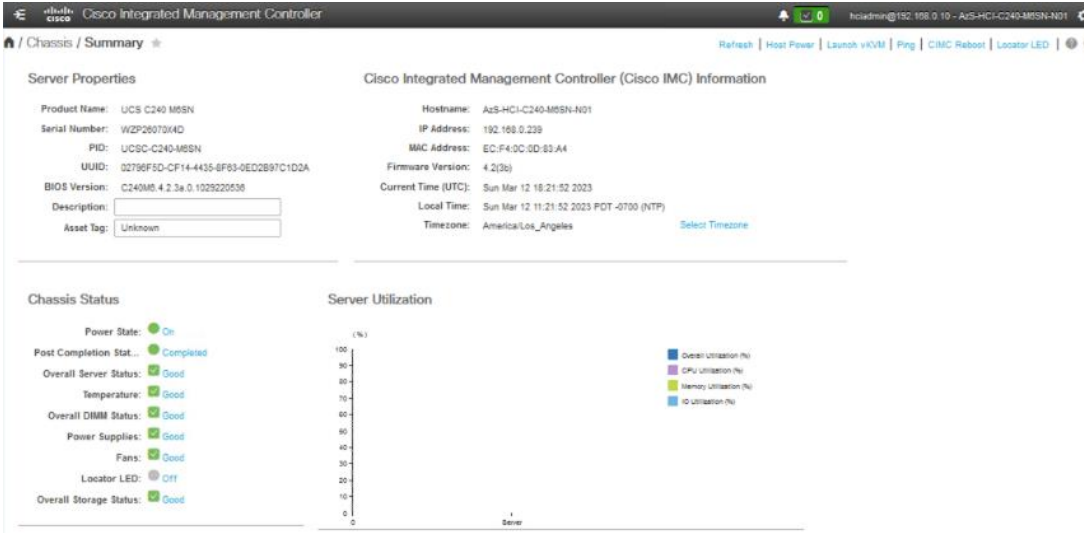 cisco Cisco Integrated Management Controller
0
hciadmin@192.168.0.10 - AzS-HCI-C240-M6SN-N01
/ Chassis / Summary
Refresh | Host Power | Launch vKVM | Ping | CIMC Reboot | Locator LED |
Server Properties
Product Name: UCS C240 M6SN
Serial Number: WZP26070X4D
PID: UCSC-C240-M6SN
UUID: 02796F5D-CF14-4435-8F63-0ED2B97C1D2A
BIOS Version: C240M6.4.2.3a.0.1029220536
Description:
Asset Tag: Unknown
Cisco Integrated Management Controller (Cisco IMC) Information
Hostname: AzS-HCI-C240-M6SN-N01
IP Address: 192.168.0.239
MAC Address: EC:F4:0C:0D:83:A4
Firmware Version: 4.2(3b)
Current Time (UTC): Sun Mar 12 18:21:52 2023
Local Time: Sun Mar 12 11:21:52 2023 PDT -0700 (NTP)
Timezone: America/Los_Angeles Select Timezone
Chassis Status
Power State: On
Post Completion Stat... Completed
Overall Server Status: Good
Temperature: Good
Overall DIMM Status: Good
Power Supplies: Good
Fans: Good
Locator LED: Off
Overall Storage Status: Good
Server Utilization
(%)
100
90
80
70
60
50
40
30
20
10
0
0 Server
Overall Utilization (%)
CPU Utilization (%)
Memory Utilization (%)
IO Utilization (%)